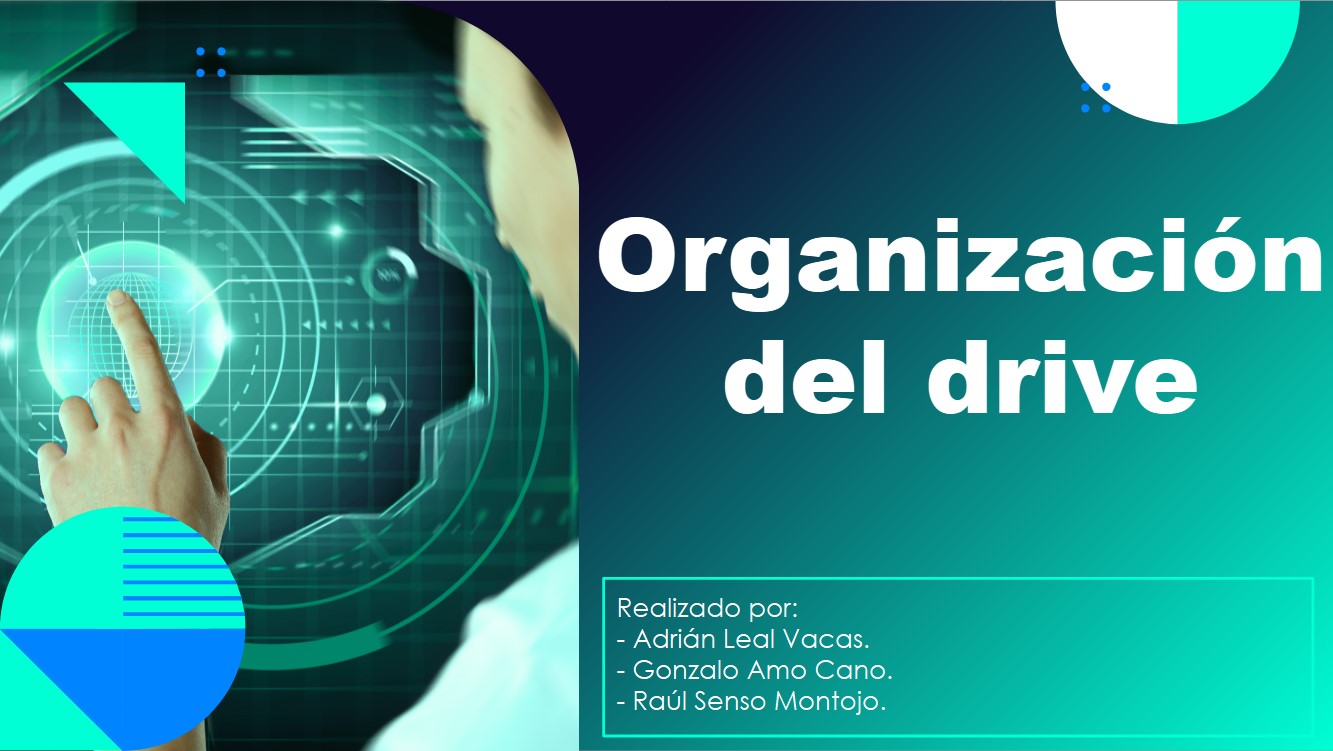 Organización
del drive
Realizado por:
- Adrián Leal Vacas.
- Gonzalo Amo Cano.
- Raúl Senso Montojo.